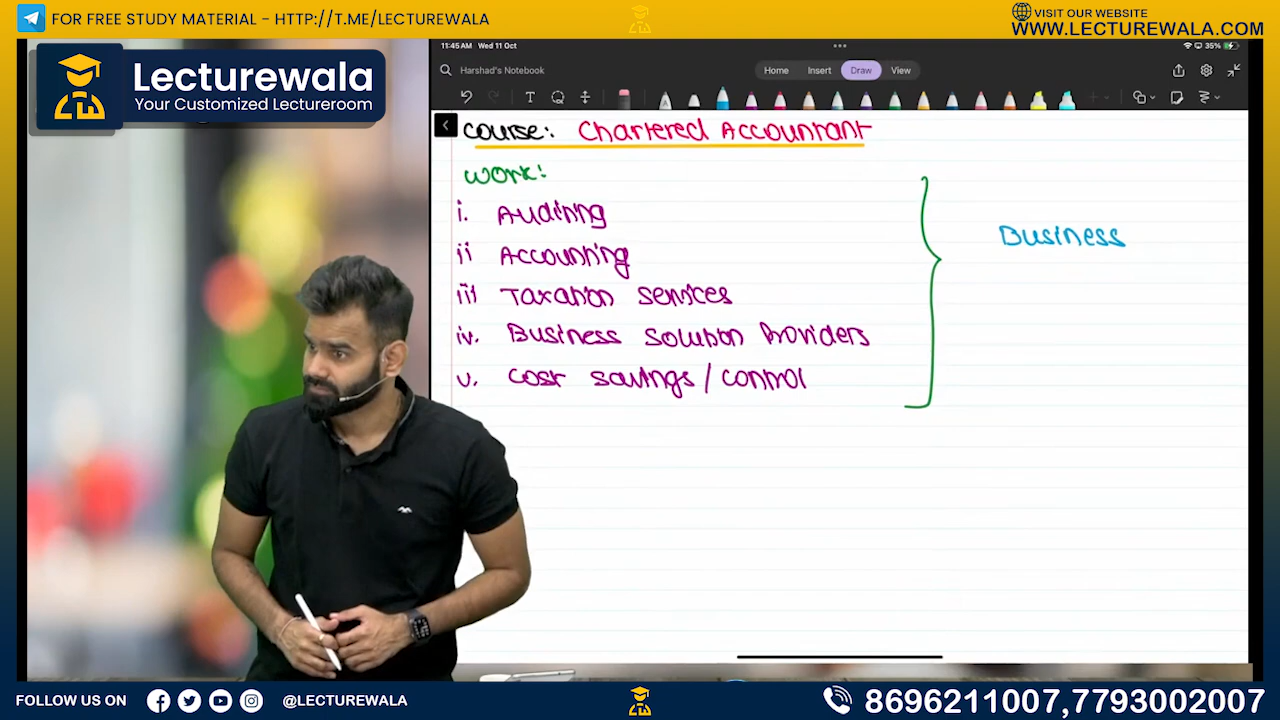 FOR FREE STUDY MATERIAL - HTTP://T.ME/LECTUREWALA
VISIT OUR WEBSITE
WWW.LECTUREWALA.COM
Lecturewala
Your Customized Lectureroom
11:45 AM Wed 11 Oct
35%
Harshad's Notebook
Home Insert Draw View
Course: Chartered Accountant
Work:
i. Auditing
ii Accounting
iii Taxation Services
iv. Business Solution Providers
v. Cost Savings / Control
Business
FOLLOW US ON
@LECTUREWALA
8696211007,7793002007